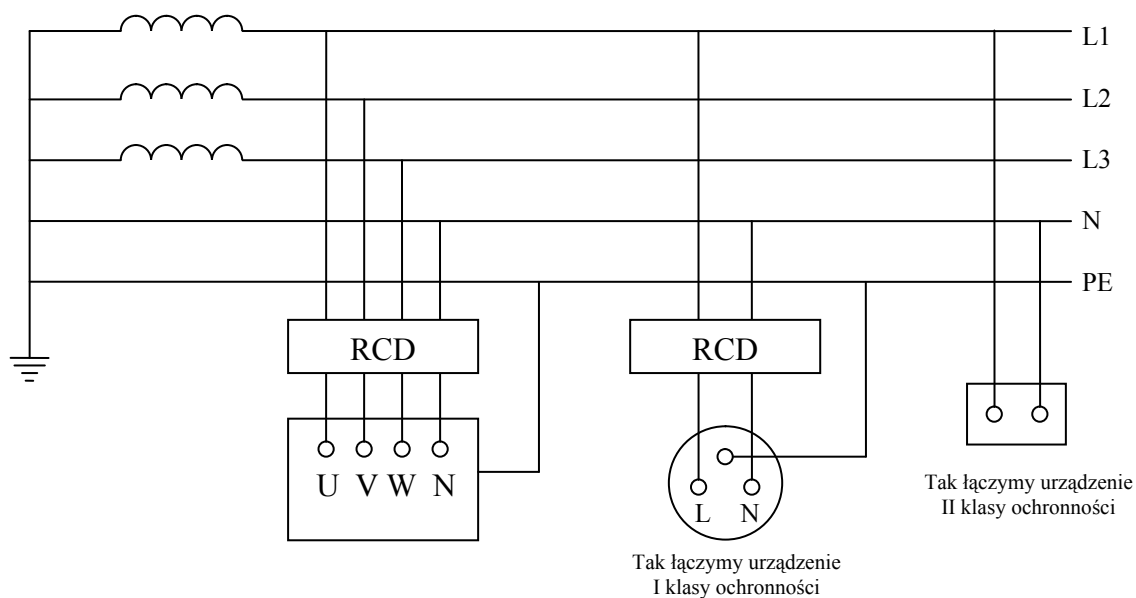 L1
L2
L3
N
PE
RCD
RCD
U V W N
L N
Tak łączymy urządzenie
I klasy ochronności
Tak łączymy urządzenie
II klasy ochronności